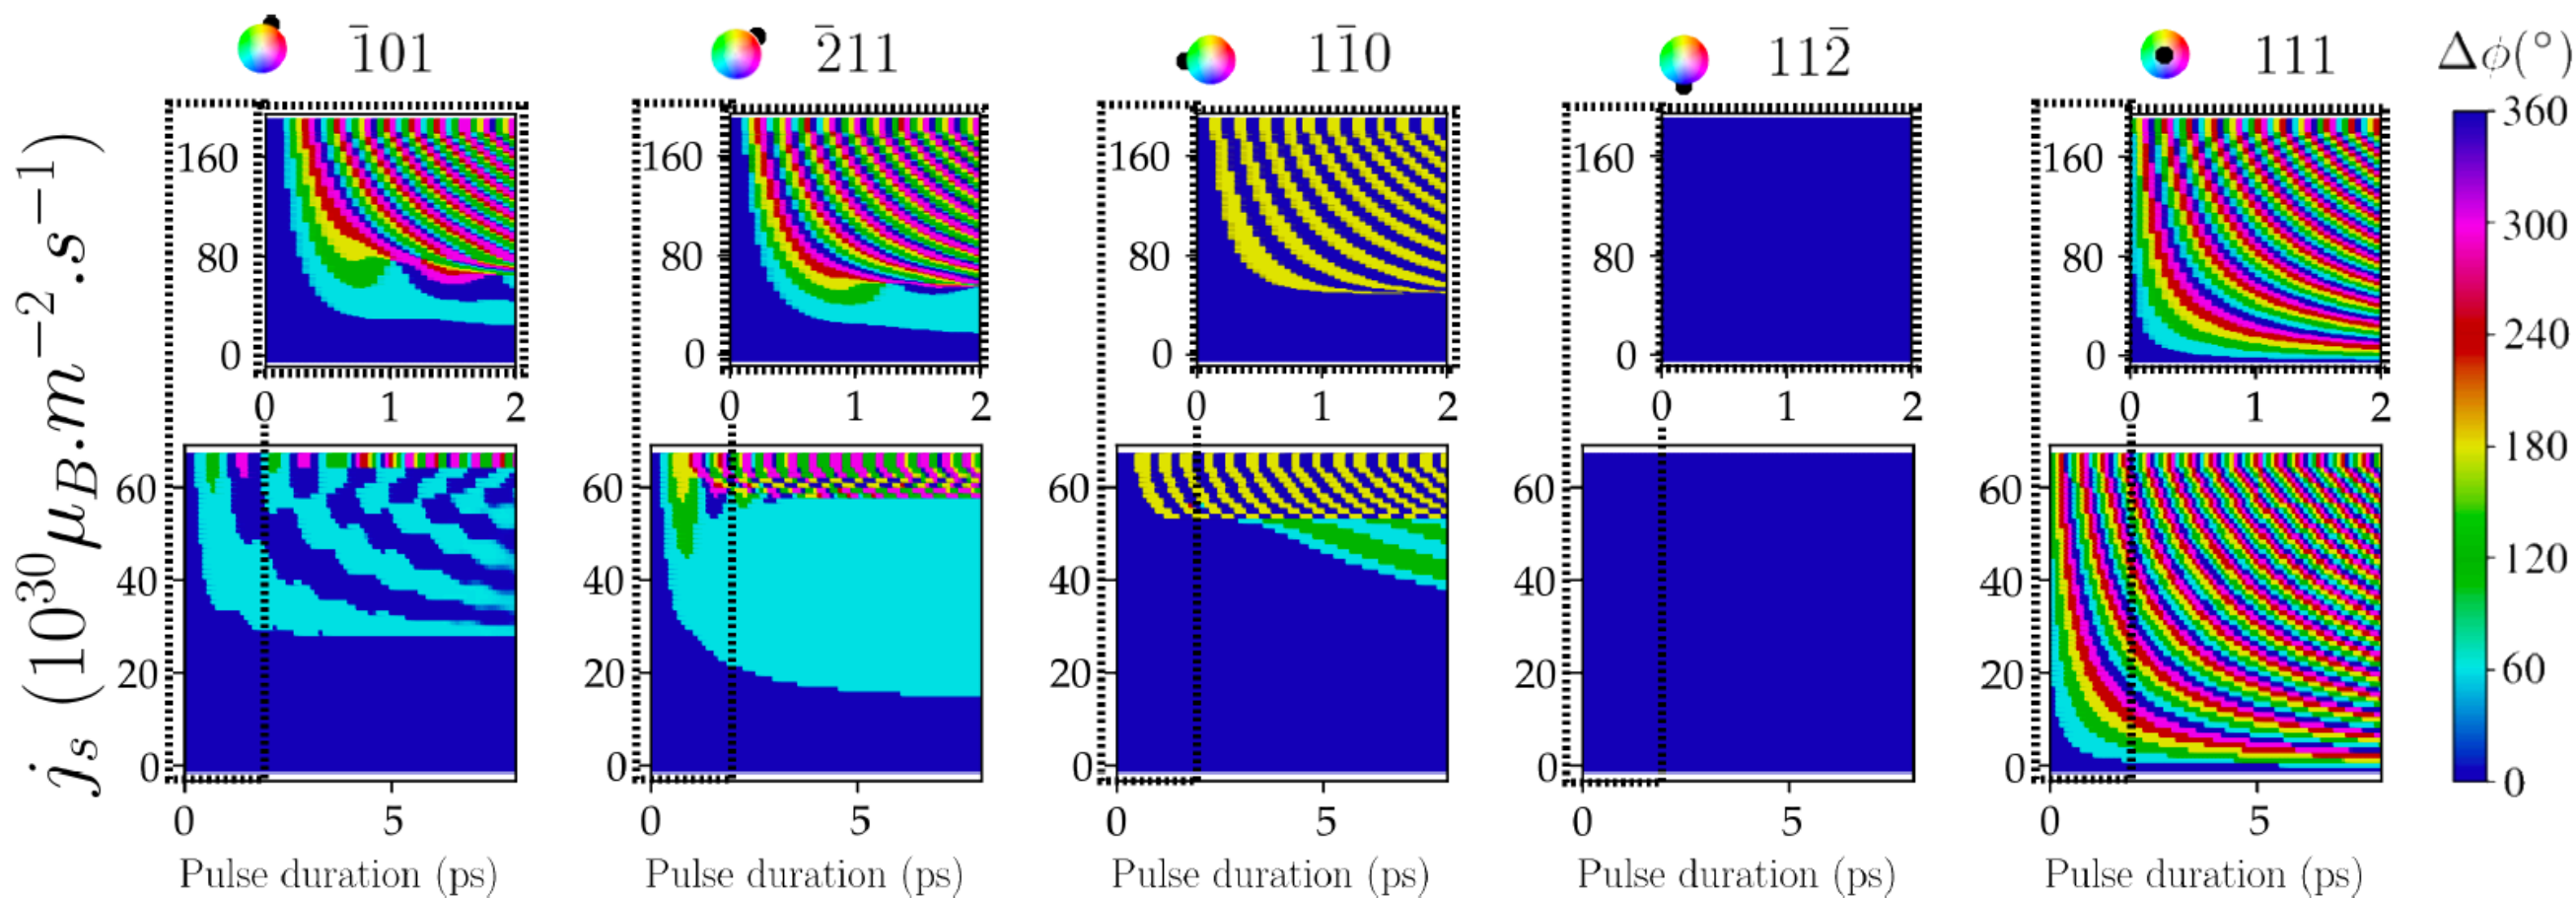 1̄01 2̄11 11̄0 112̄ 111 Δϕ(°)
160 160 160 160 160 360
80 80 80 80 80 300
0 0 0 0 0 240
0 1 2 0 1 2 0 1 2 0 1 2 0 1 2 180
60 60 60 60 60 120
40 40 40 40 40 60
20 20 20 20 20 0
0 0 0 0 0
0 5 0 5 0 5 0 5 0 5
Pulse duration (ps) Pulse duration (ps) Pulse duration (ps) Pulse duration (ps) Pulse duration (ps)
j_s (10^30 μ_B.m^−2.s^−1)